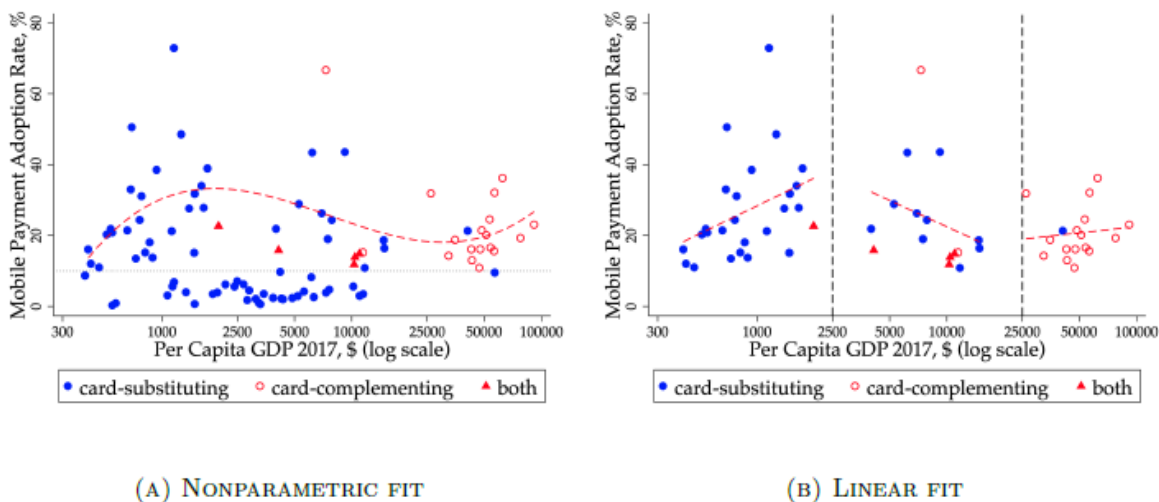 Mobile Payment Adoption Rate, %
80
60
40
20
0
300 1000 2500 5000 10000 25000 50000 100000
Per Capita GDP 2017, $ (log scale)
card-substituting card-complementing both
(A) NONPARAMETRIC FIT
Mobile Payment Adoption Rate, %
80
60
40
20
0
300 1000 2500 5000 10000 25000 50000 100000
Per Capita GDP 2017, $ (log scale)
card-substituting card-complementing both
(B) LINEAR FIT